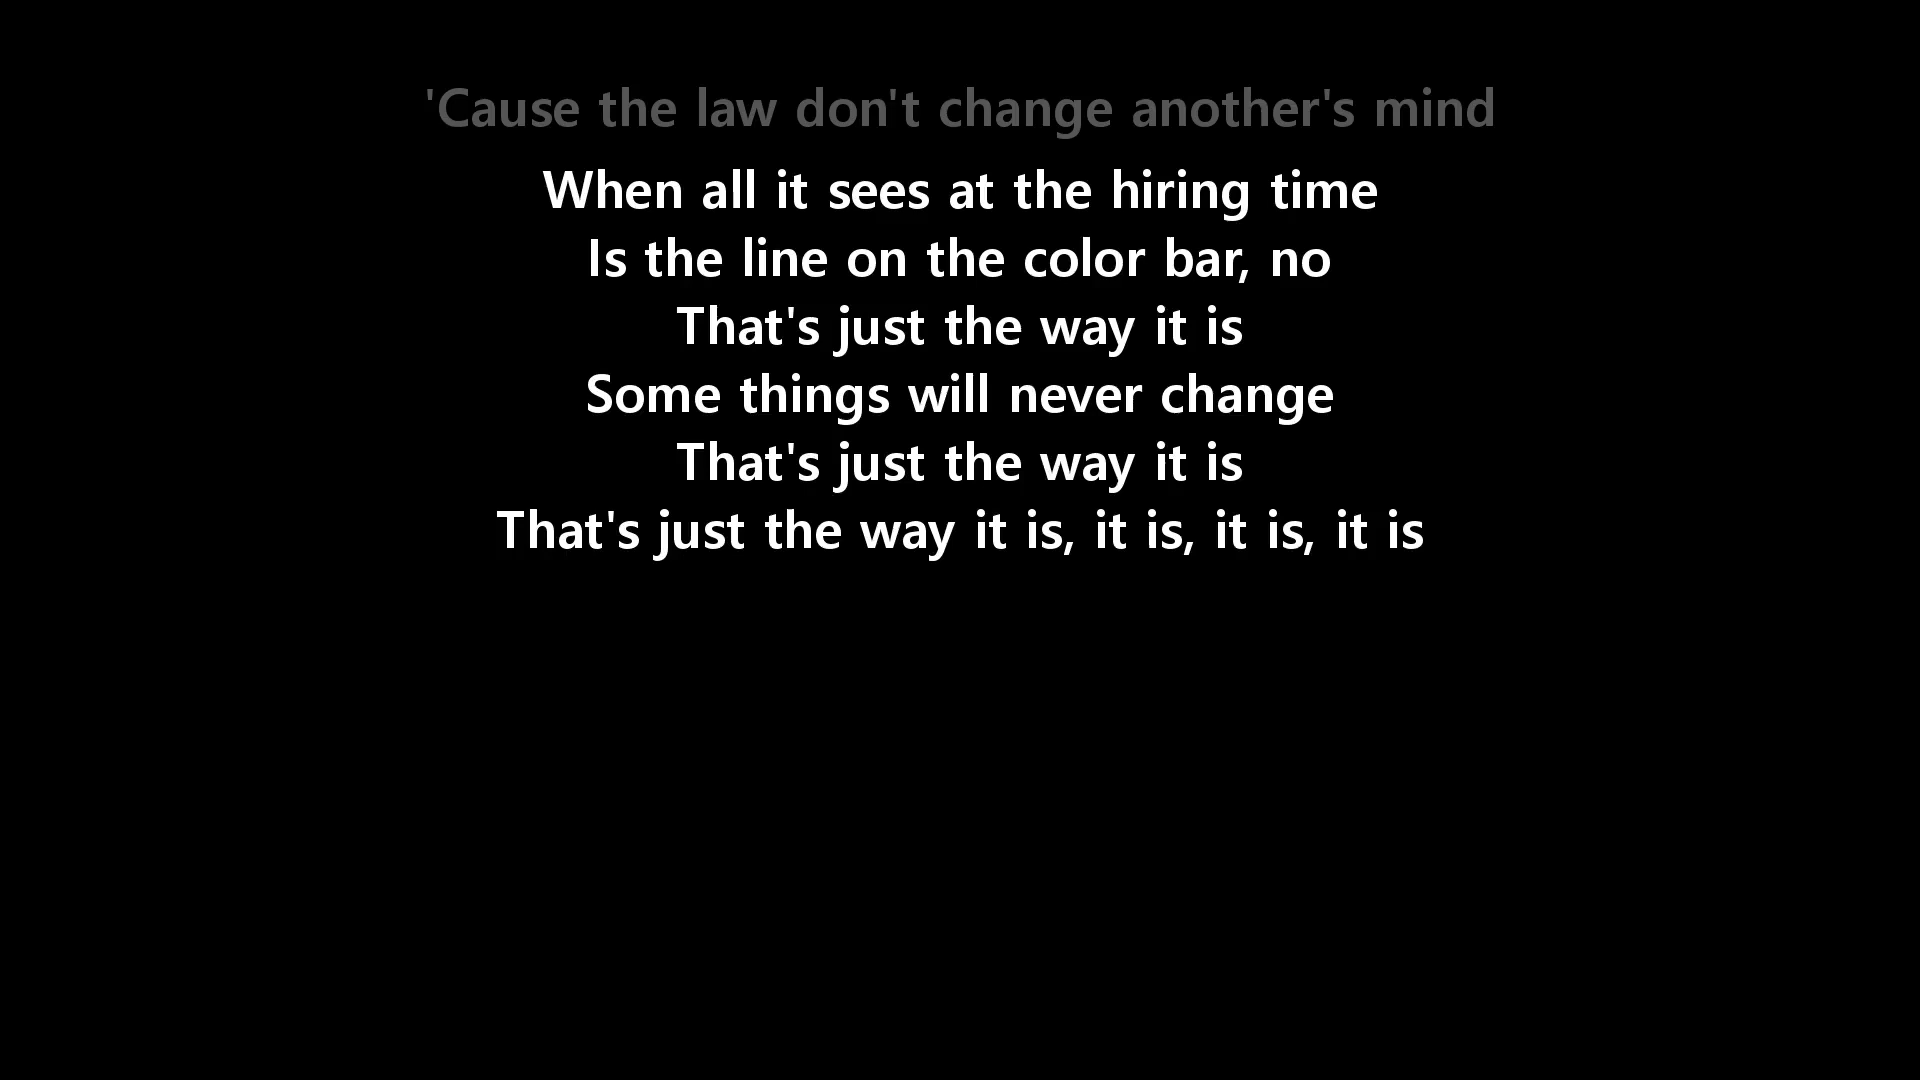 'Cause the law don't change another's mind
When all it sees at the hiring time
Is the line on the color bar, no
That's just the way it is
Some things will never change
That's just the way it is
That's just the way it is, it is, it is, it is